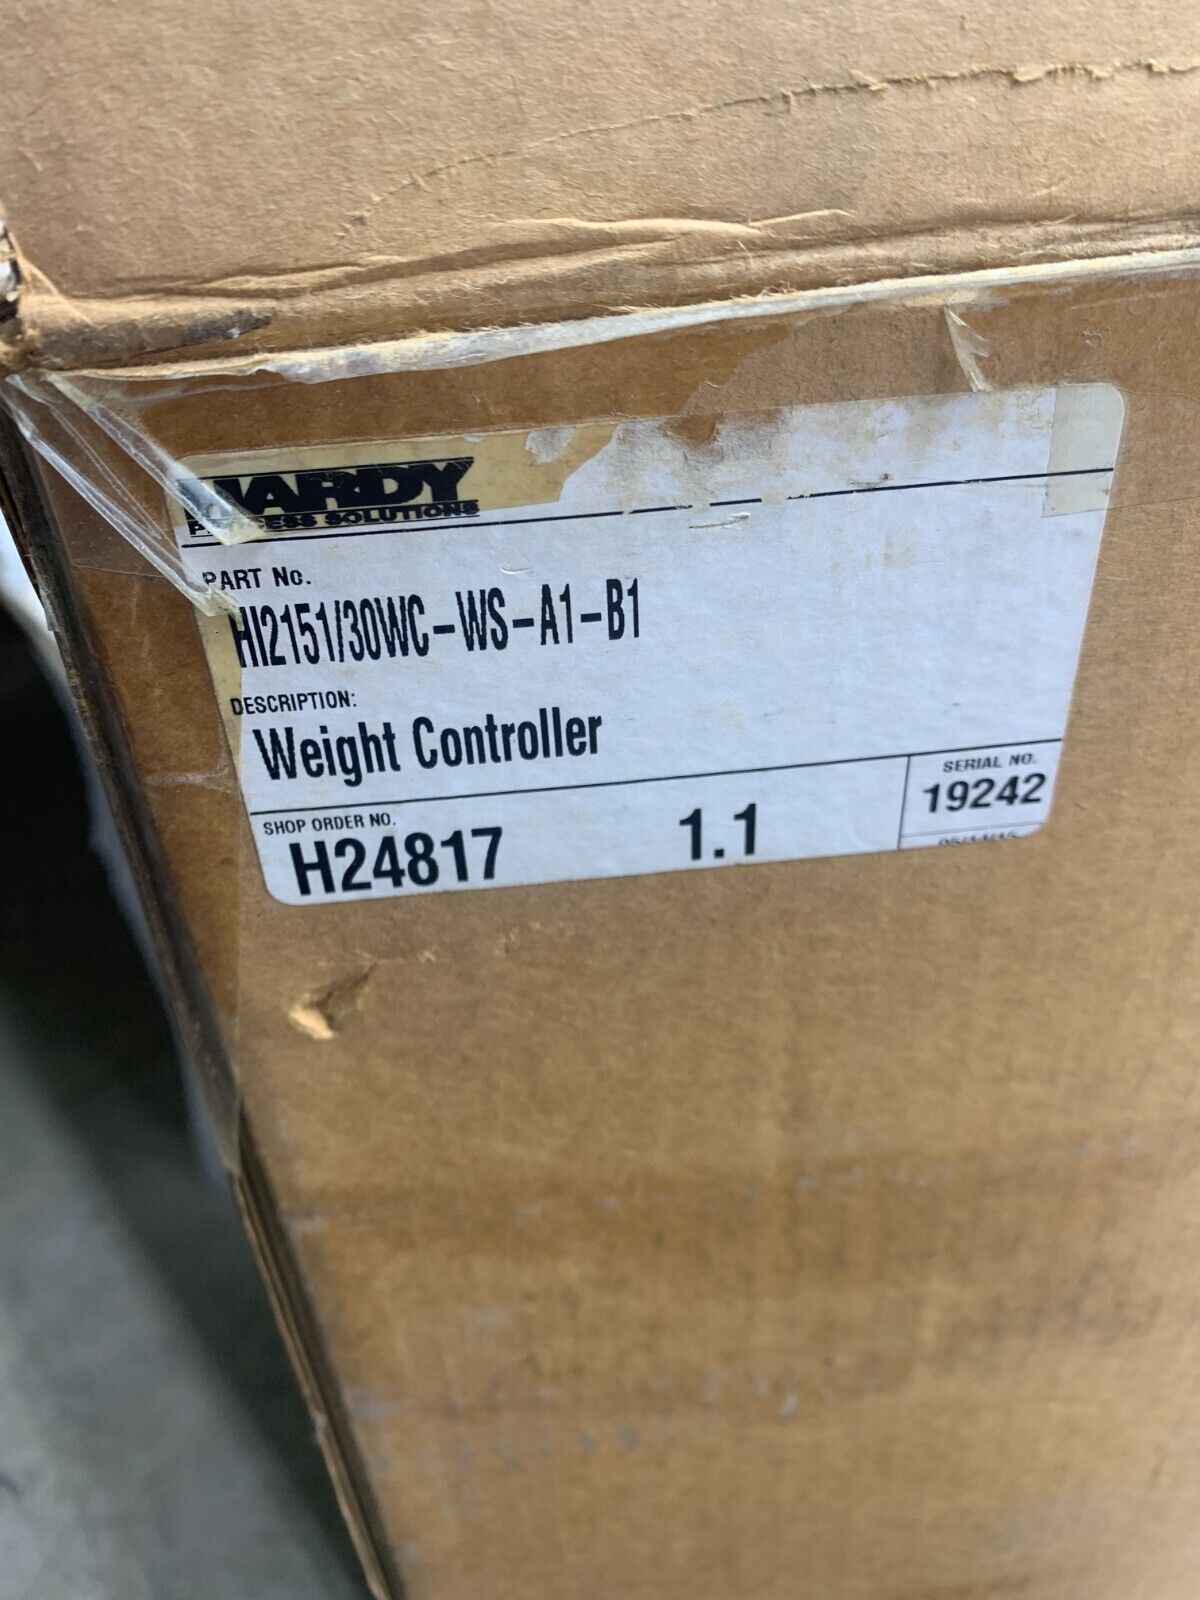 HARDY
PROCESS SOLUTIONS
PART No.
HI2151/30WC-WS-A1-B1
DESCRIPTION:
Weight Controller
SHOP ORDER NO.
H24817
1.1
SERIAL NO.
19242